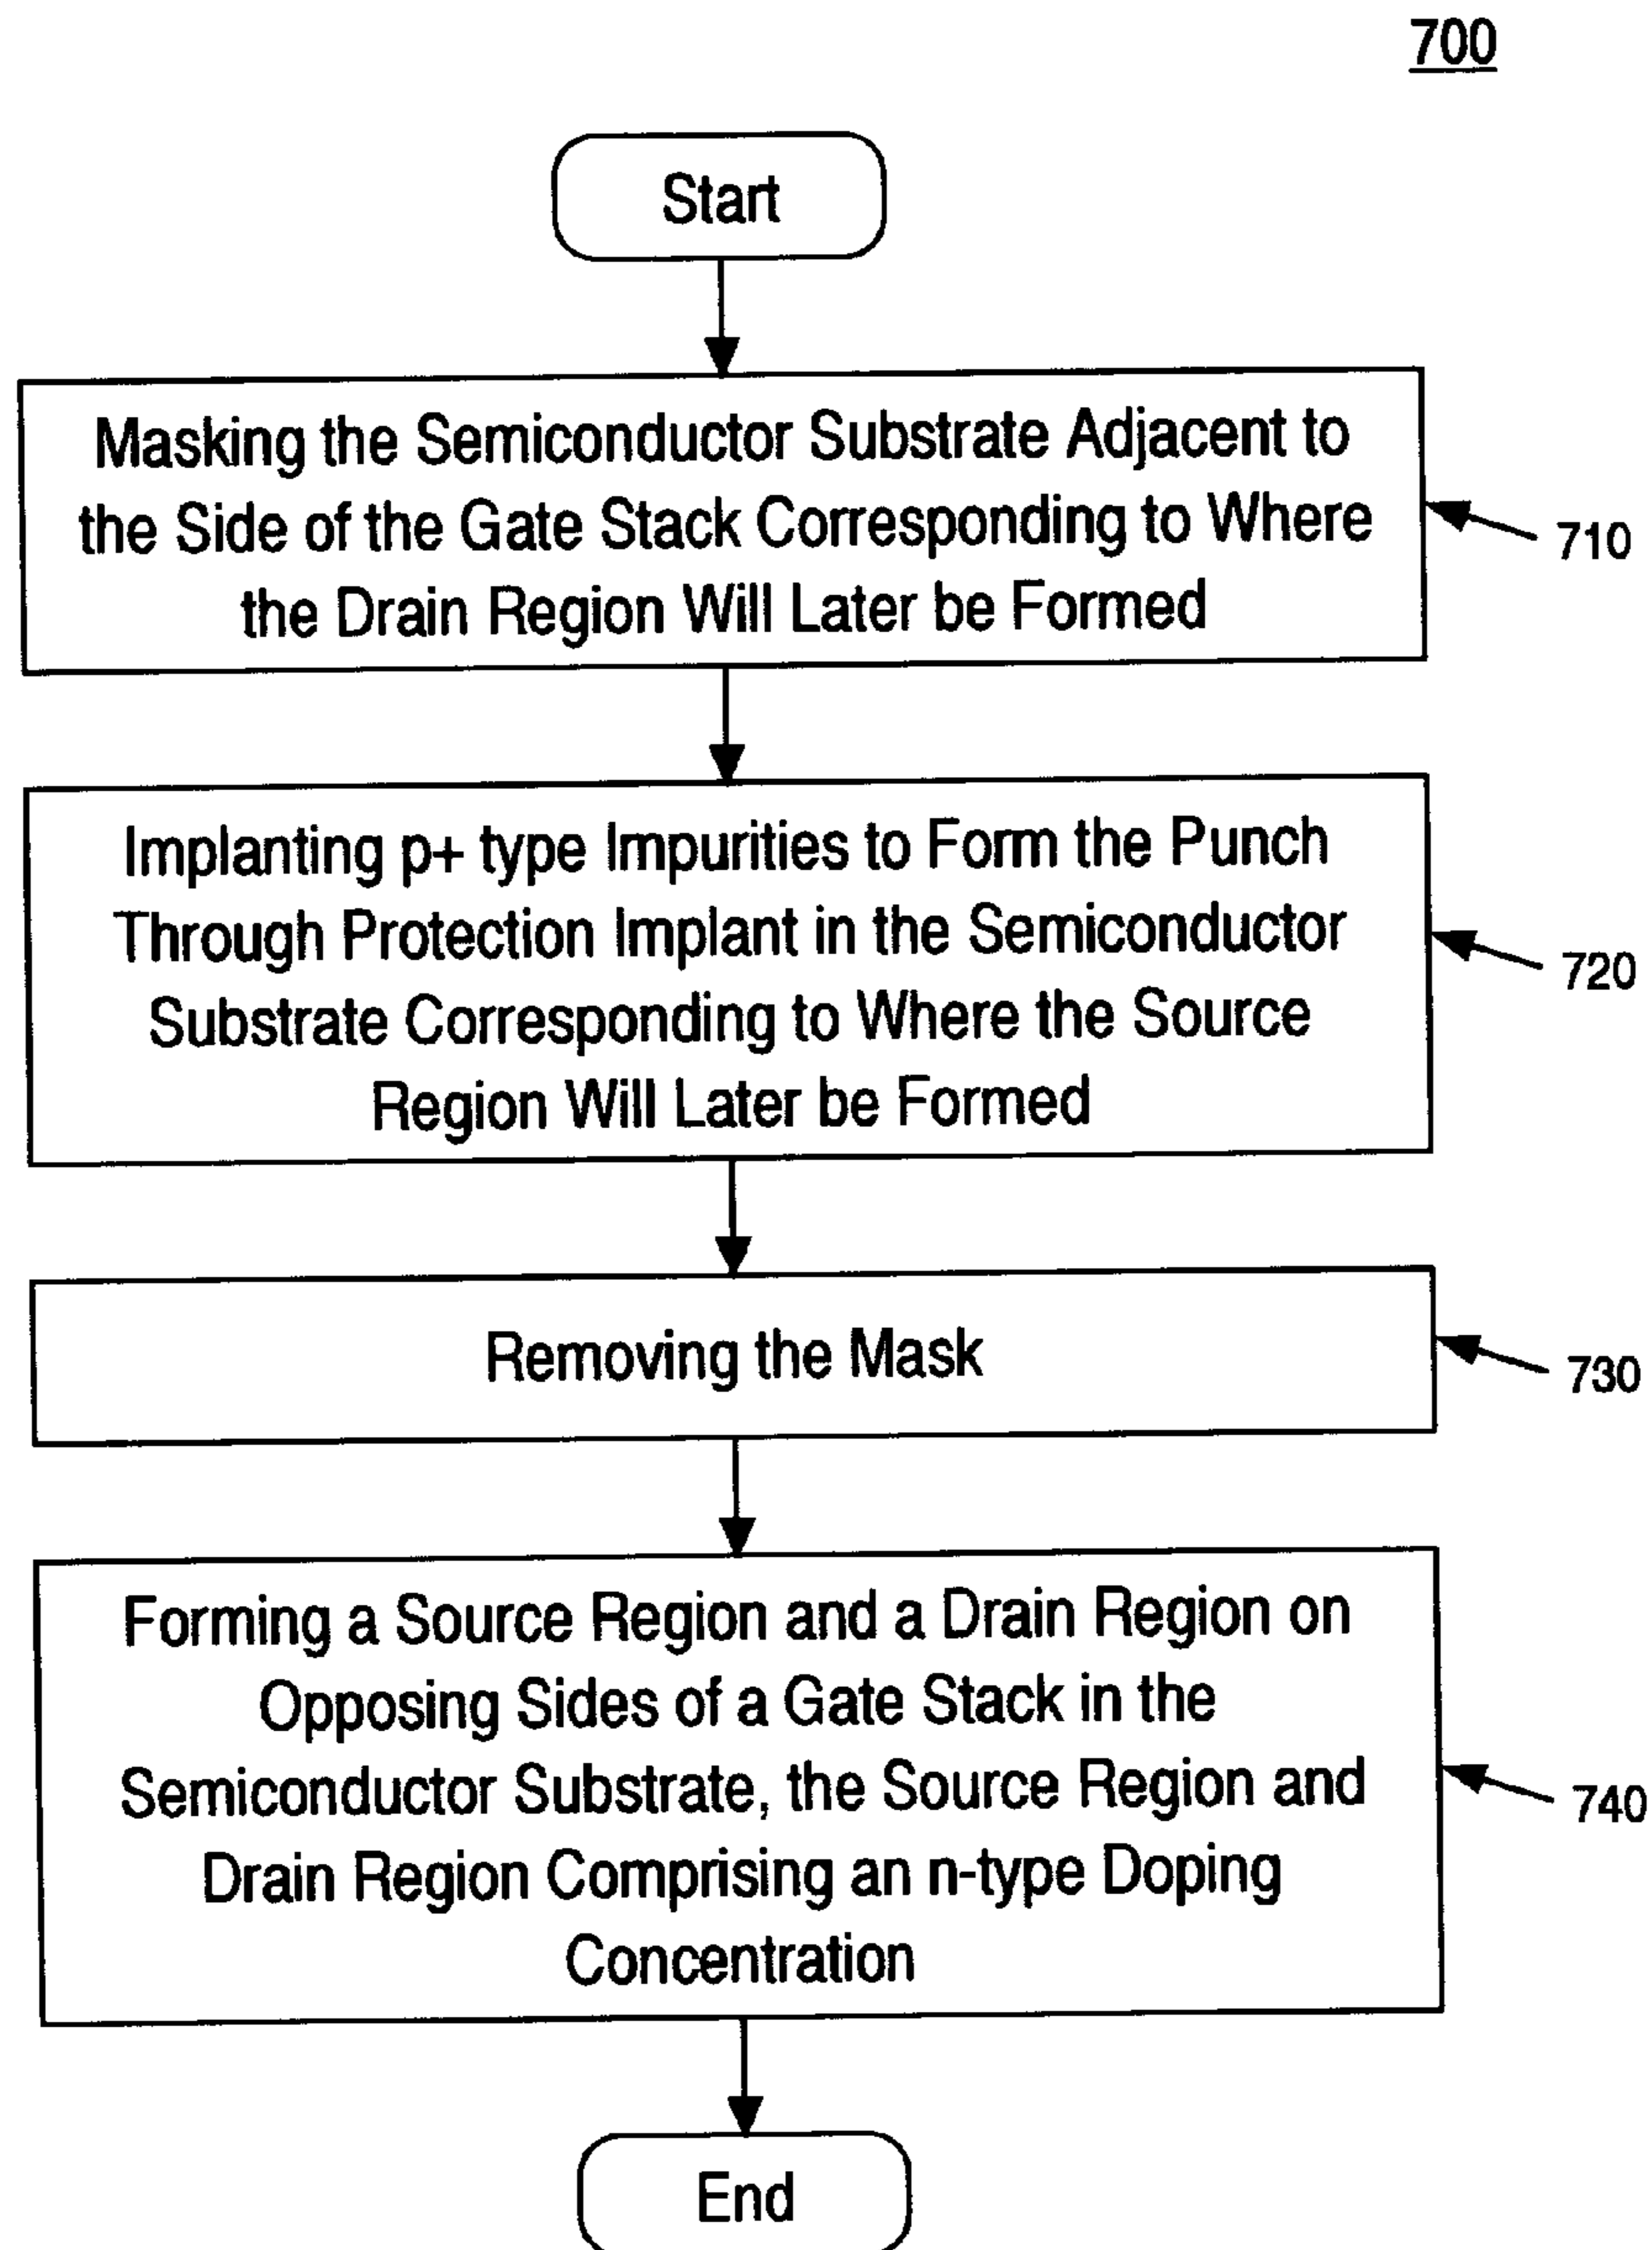 700
Start
Masking the Semiconductor Substrate Adjacent to
the Side of the Gate Stack Corresponding to Where
the Drain Region Will Later be Formed
710
Implanting p+ type Impurities to Form the Punch
Through Protection Implant in the Semiconductor
Substrate Corresponding to Where the Source
Region Will Later be Formed
720
Removing the Mask
730
Forming a Source Region and a Drain Region on
Opposing Sides of a Gate Stack in the
Semiconductor Substrate, the Source Region and
Drain Region Comprising an n-type Doping
Concentration
740
End